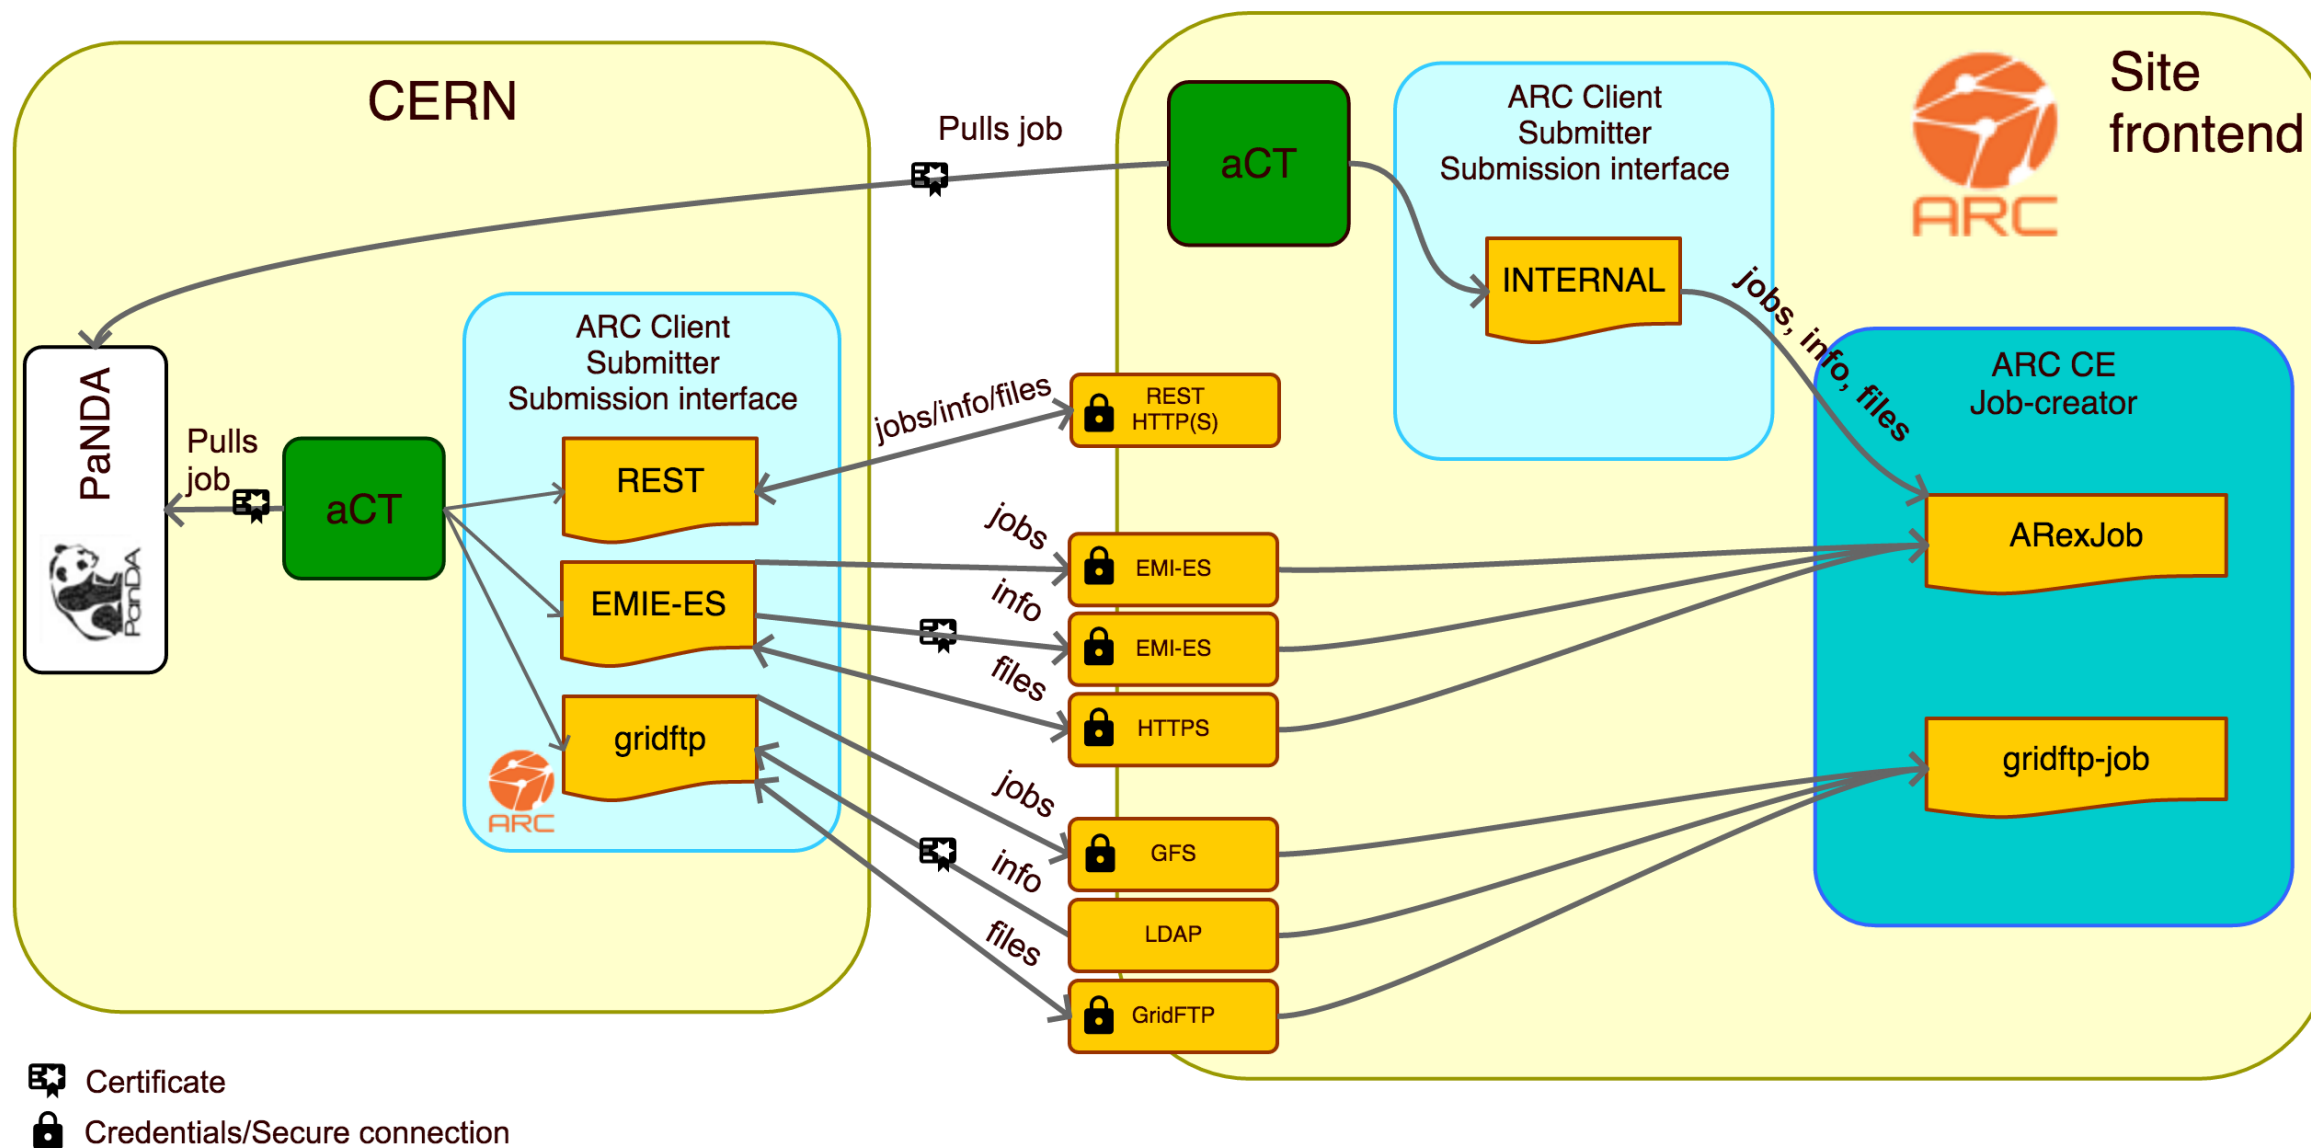 CERN
Pulls job
aCT
ARC Client
Submitter
Submission interface
INTERNAL
jobs, info, files
ARC
Site
frontend
PaNDA
PanDA
Pulls
job
aCT
ARC Client
Submitter
Submission interface
REST
EMIE-ES
gridftp
ARC
jobs/info/files
REST
HTTP(S)
jobs
EMI-ES
info
EMI-ES
files
HTTPS
jobs
GFS
info
LDAP
files
GridFTP
ARC CE
Job-creator
ARexJob
gridftp-job
Certificate
Credentials/Secure connection